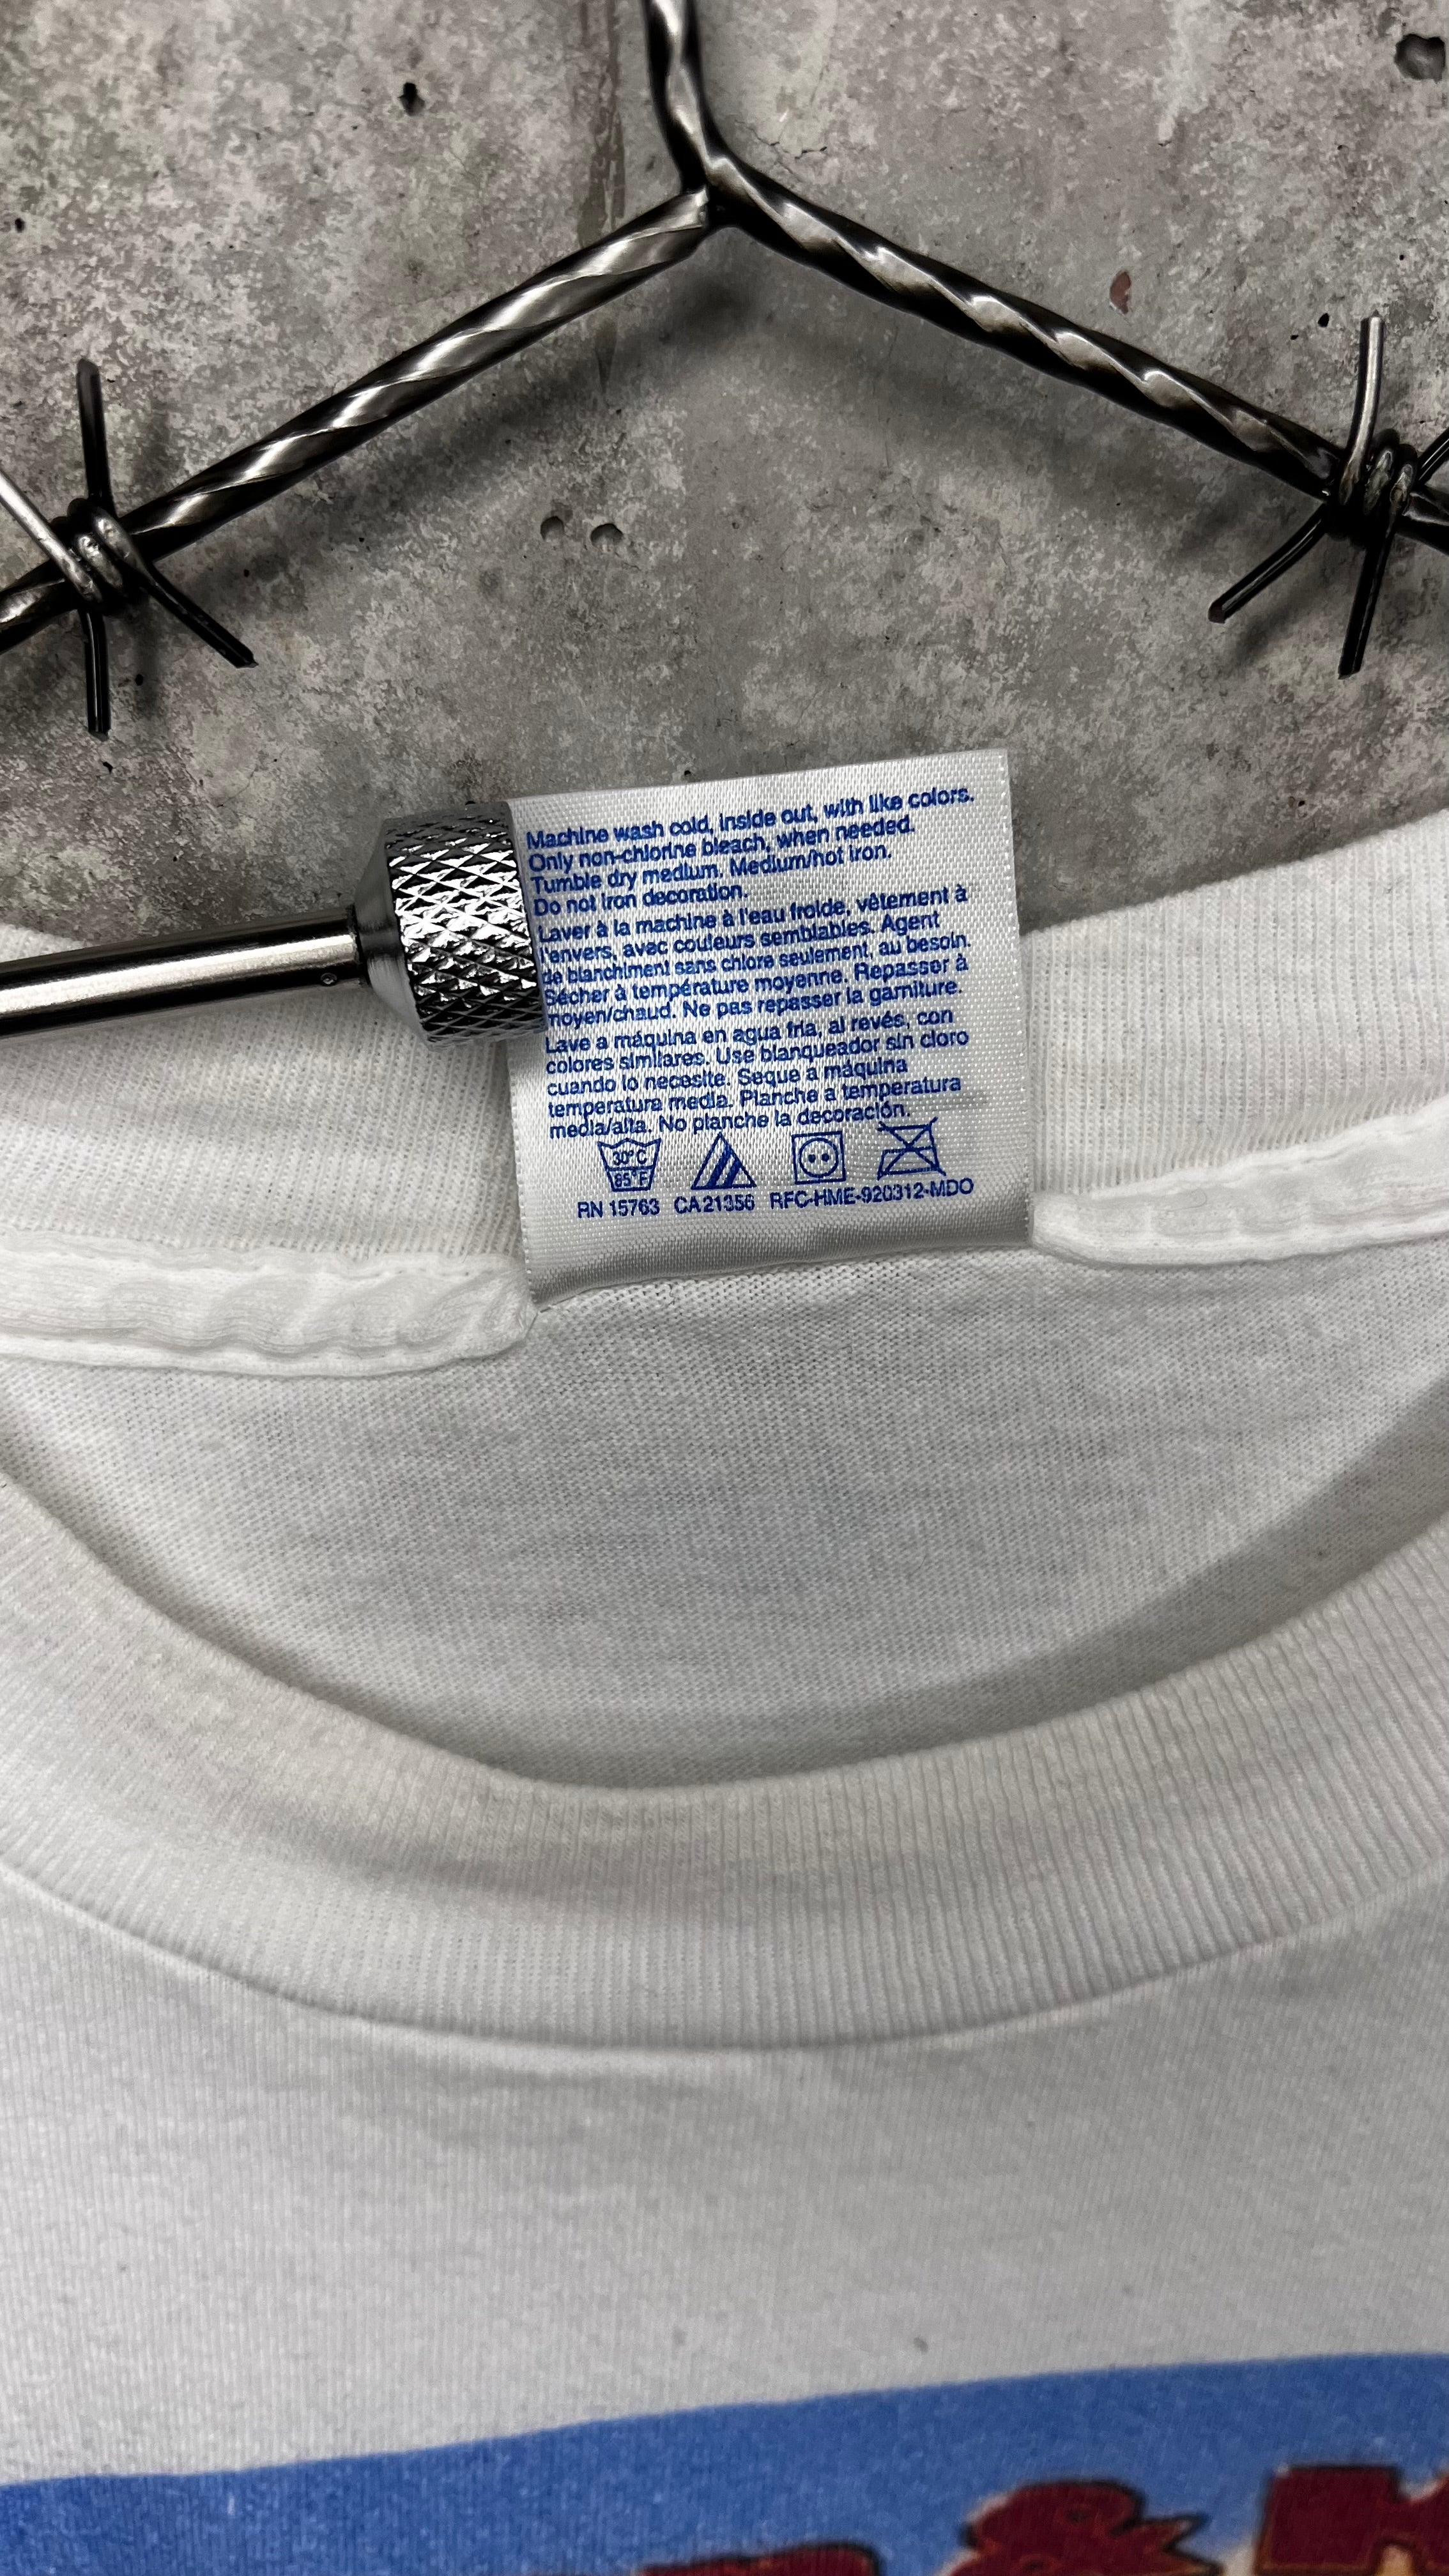 Machine wash cold, inside out, with like colors.
Only non-chlorine bleach, when needed.
Tumble dry medium. Medium/hot iron.
Do not iron decoration.
Laver à la machine à l'eau froide, vêtement à
l'envers, avec couleurs semblables. Agent
de blanchiment sans chlore seulement, au besoin.
Sécher à température moyenne. Repasser à
moyen/chaud. Ne pas repasser la garniture.
Lave a máquina en agua fría, al revés, con
colores similares. Use blanqueador sin cloro
cuando lo necesite. Seque a máquina
temperatura media. Planche a temperatura
media/alta. No planche la decoración.
30°C
85°F
RN 15763 CA 21356 RFC-HME-920312-MDO